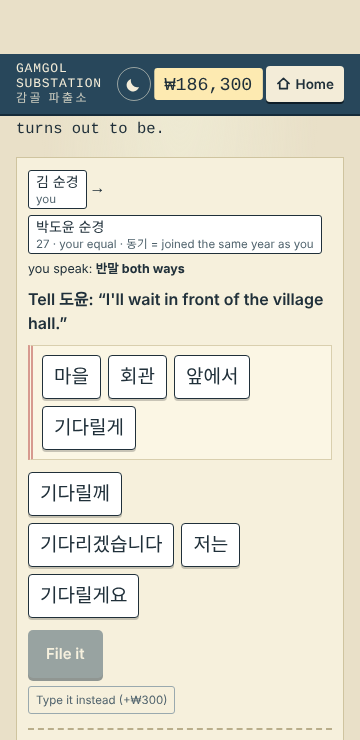 GAMGOL
SUBSTATION
감골 파출소
₩186,300
Home
turns out to be.
김 순경
you
→
박도윤 순경
27 · your equal · 동기 = joined the same year as you
you speak: 반말 both ways
Tell 도윤: “I'll wait in front of the village
hall.”
마을 회관 앞에서
기다릴게
기다릴께
기다리겠습니다 저는
기다릴게요
File it
Type it instead (+₩300)